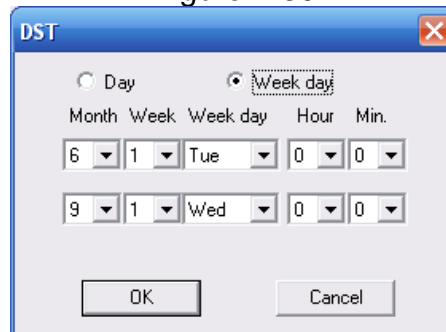 DST
Day Week day
Month Week Week day Hour Min.
6 1 Tue 0 0
9 1 Wed 0 0
OK Cancel